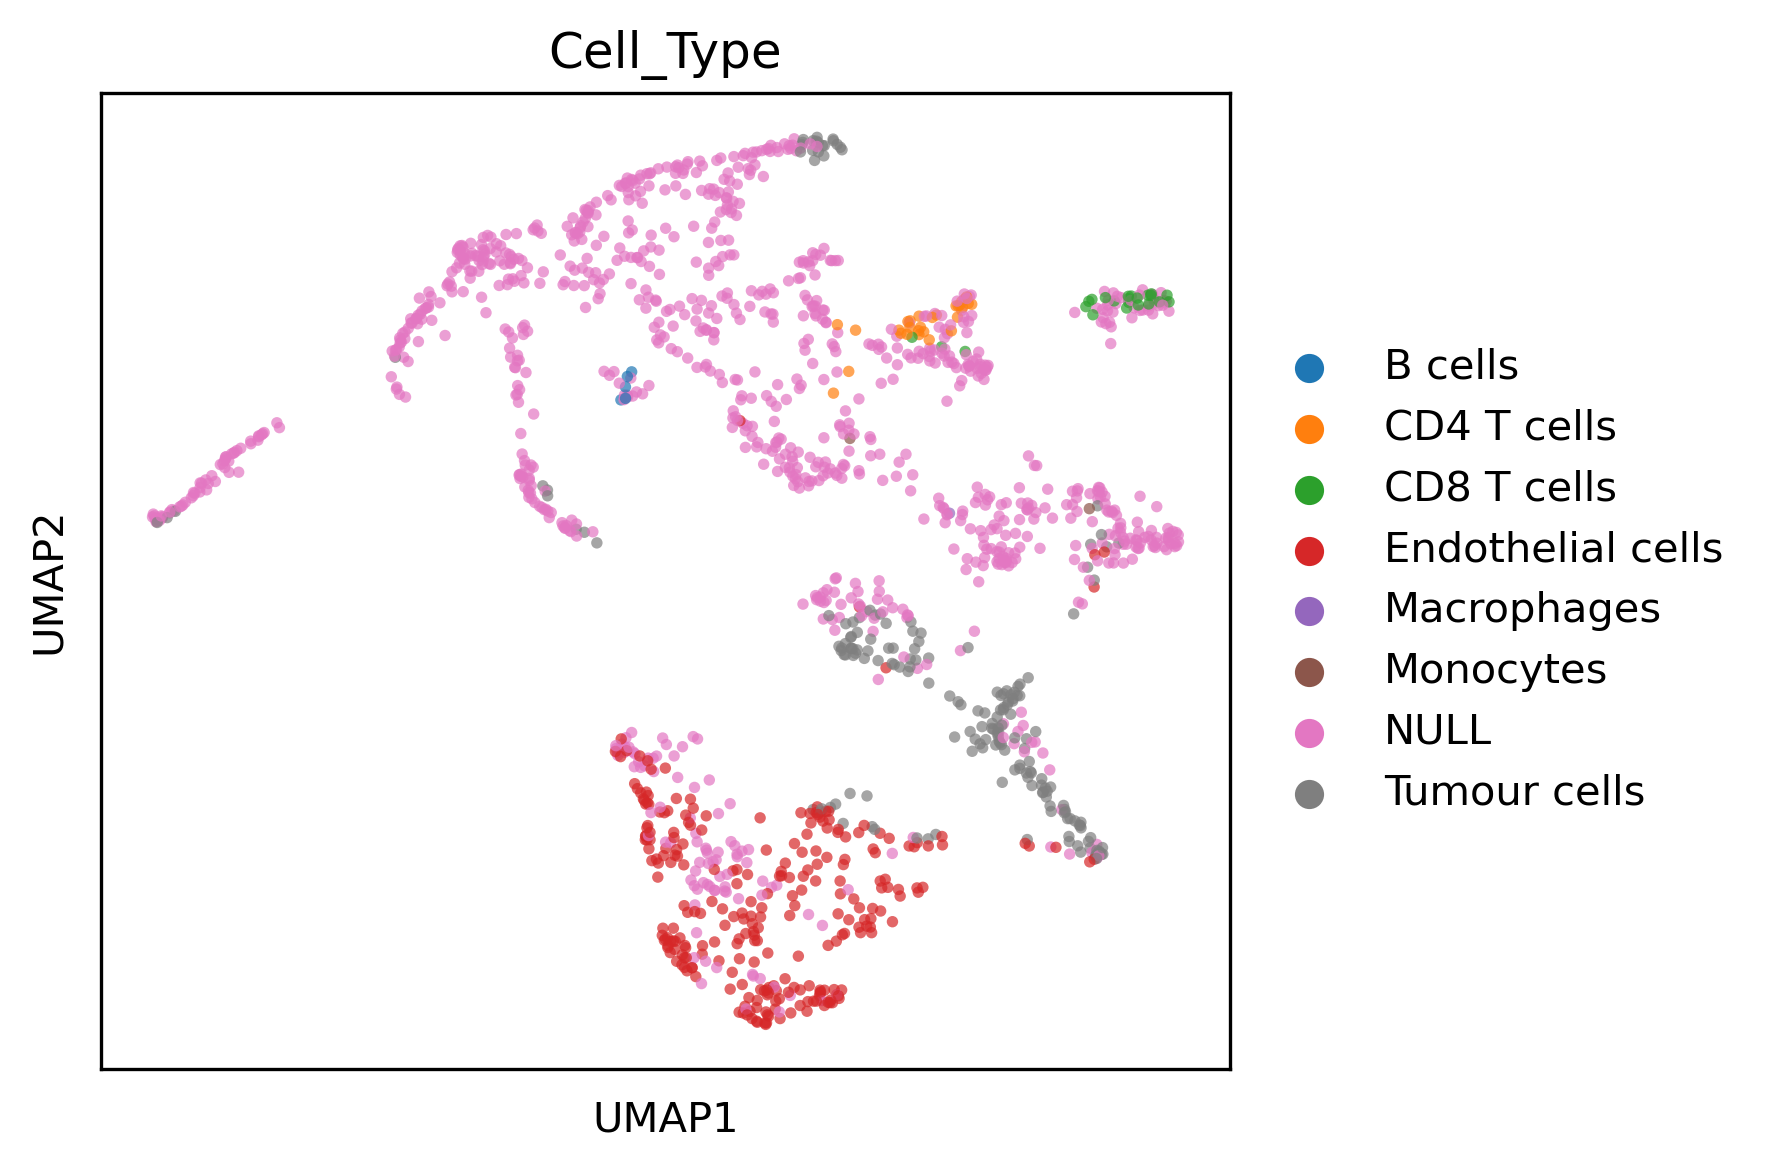 Cell_Type
UMAP2
UMAP1
B cells
CD4 T cells
CD8 T cells
Endothelial cells
Macrophages
Monocytes
NULL
Tumour cells